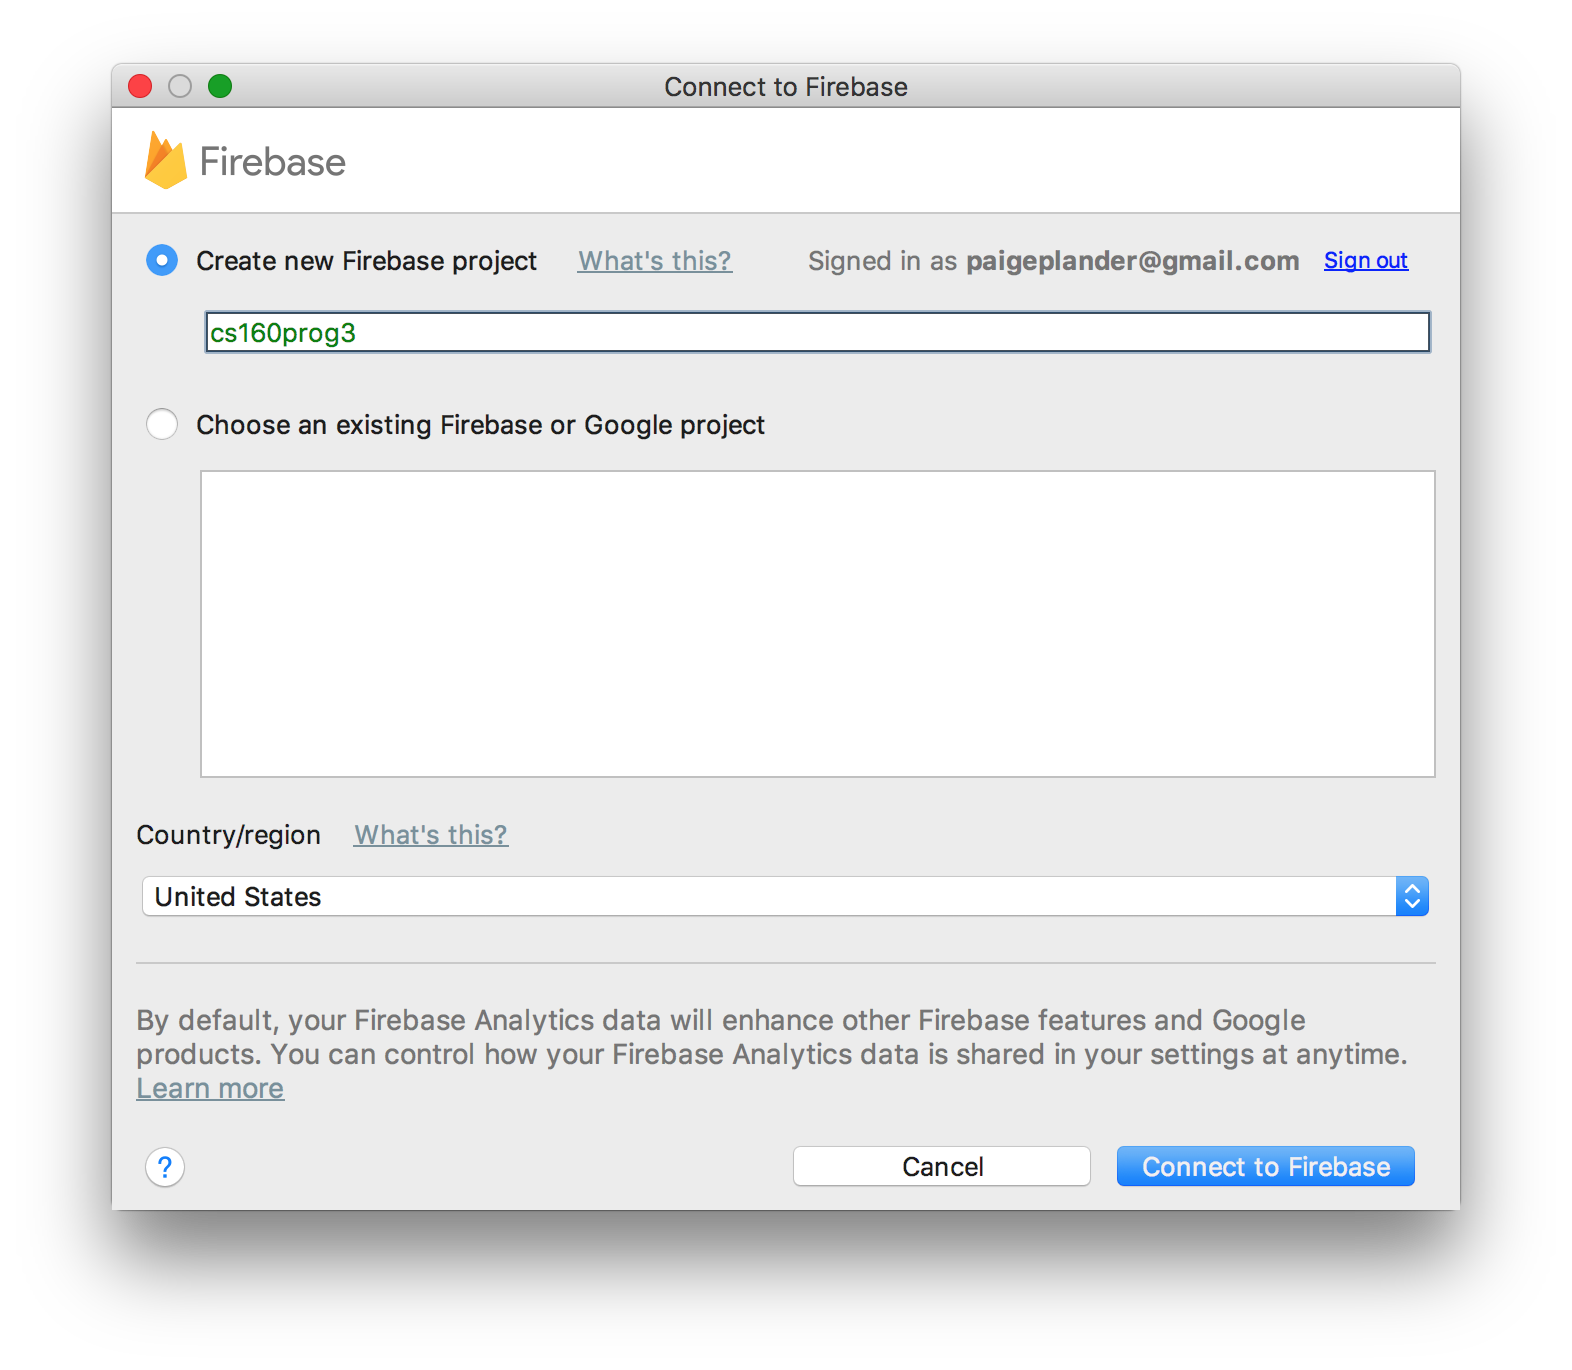 Connect to Firebase
Firebase
Create new Firebase project What's this? Signed in as paigeplander@gmail.com Sign out
cs160prog3
Choose an existing Firebase or Google project
Country/region What's this?
United States
By default, your Firebase Analytics data will enhance other Firebase features and Google
products. You can control how your Firebase Analytics data is shared in your settings at anytime.
Learn more
? Cancel Connect to Firebase